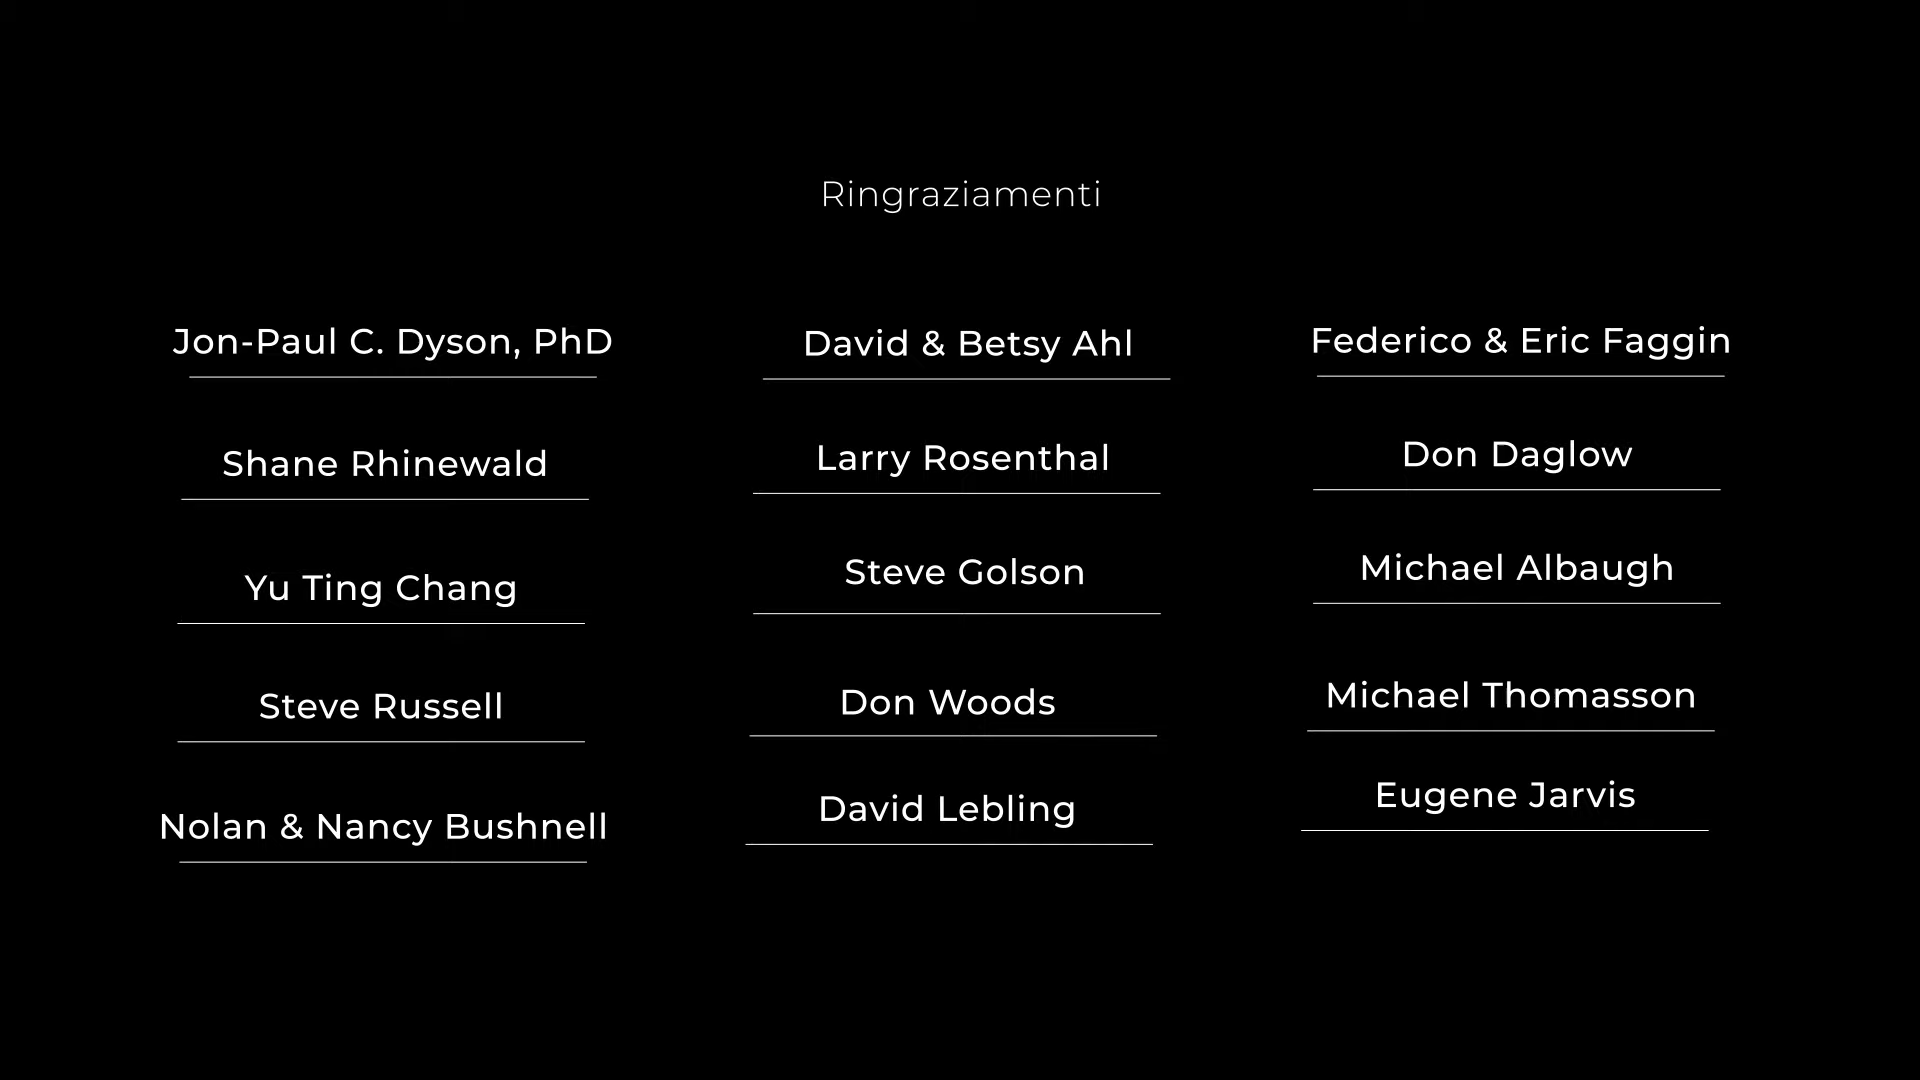 Ringraziamenti
Jon-Paul C. Dyson, PhD
Shane Rhinewald
Yu Ting Chang
Steve Russell
Nolan & Nancy Bushnell
David & Betsy Ahl
Larry Rosenthal
Steve Golson
Don Woods
David Lebling
Federico & Eric Faggin
Don Daglow
Michael Albaugh
Michael Thomasson
Eugene Jarvis